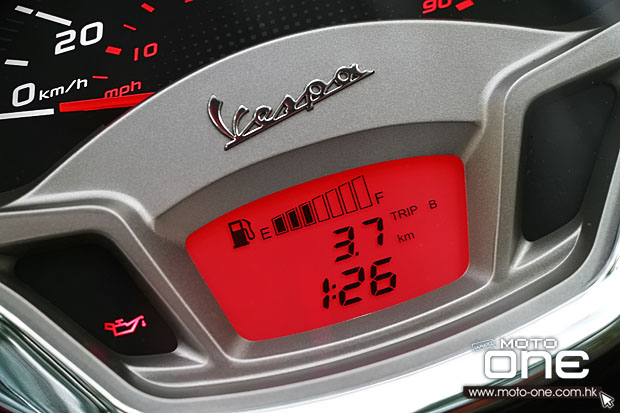 20
10
90
0 km/h
mph
Vespa
E F
TRIP B
3.7 km
1:26
MOTO
ONE
www.moto-one.com.hk